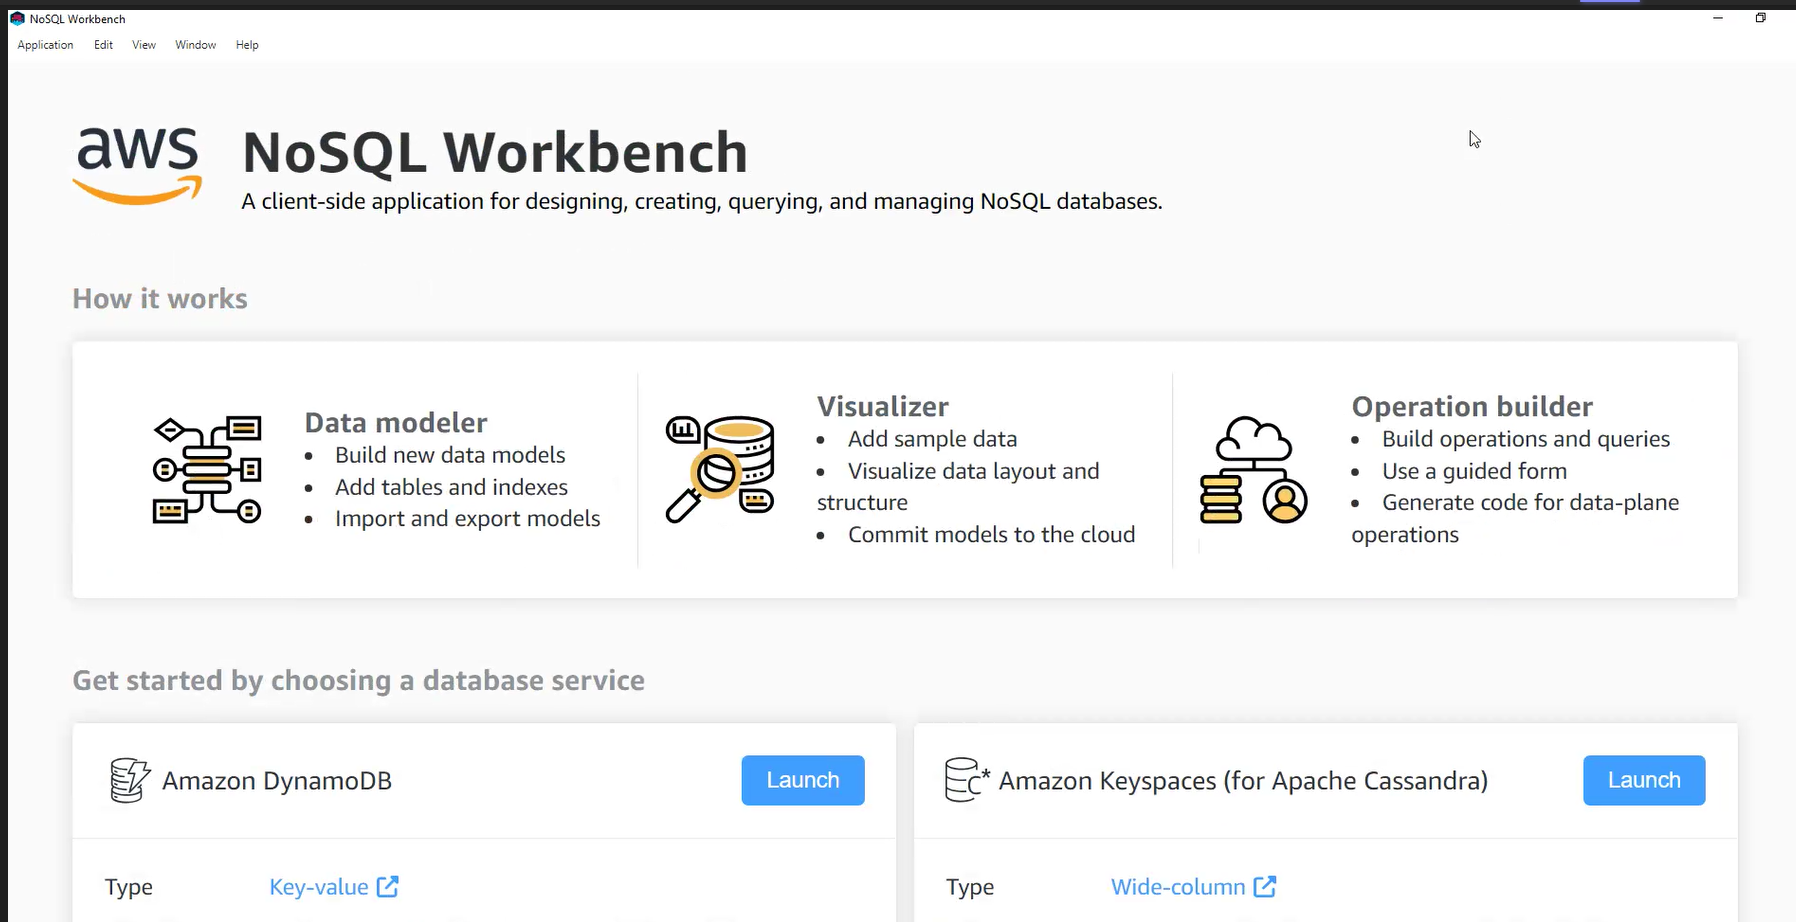 NoSQL Workbench
Application Edit View Window Help
aws
NoSQL Workbench
A client-side application for designing, creating, querying, and managing NoSQL databases.
How it works
Data modeler
• Build new data models
• Add tables and indexes
• Import and export models
Visualizer
• Add sample data
• Visualize data layout and
structure
• Commit models to the cloud
Operation builder
• Build operations and queries
• Use a guided form
• Generate code for data-plane
operations
Get started by choosing a database service
Amazon DynamoDB
Launch
Type Key-value
C* Amazon Keyspaces (for Apache Cassandra)
Launch
Type Wide-column